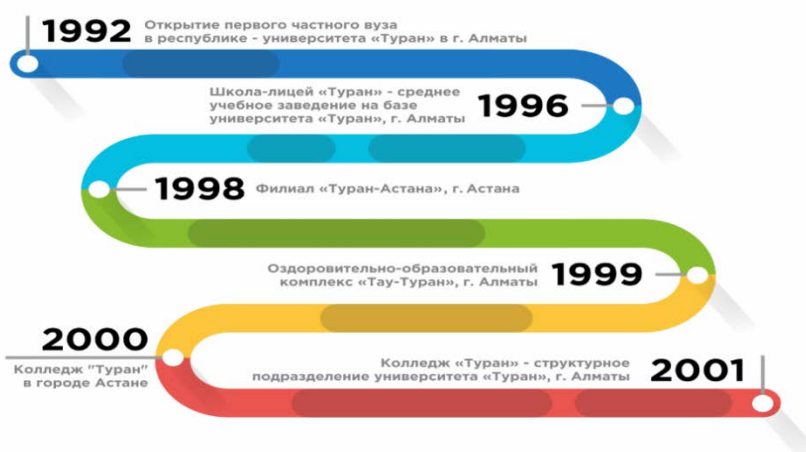 1992
Открытие первого частного вуза
в республике - университета «Туран» в г. Алматы
Школа-лицей «Туран» - среднее
учебное заведение на базе
университета «Туран», г. Алматы
1996
1998
Филиал «Туран-Астана», г. Астана
Оздоровительно-образовательный
комплекс «Тау-Туран», г. Алматы
1999
2000
Колледж "Туран"
в городе Астане
Колледж «Туран» - структурное
подразделение университета «Туран», г. Алматы
2001